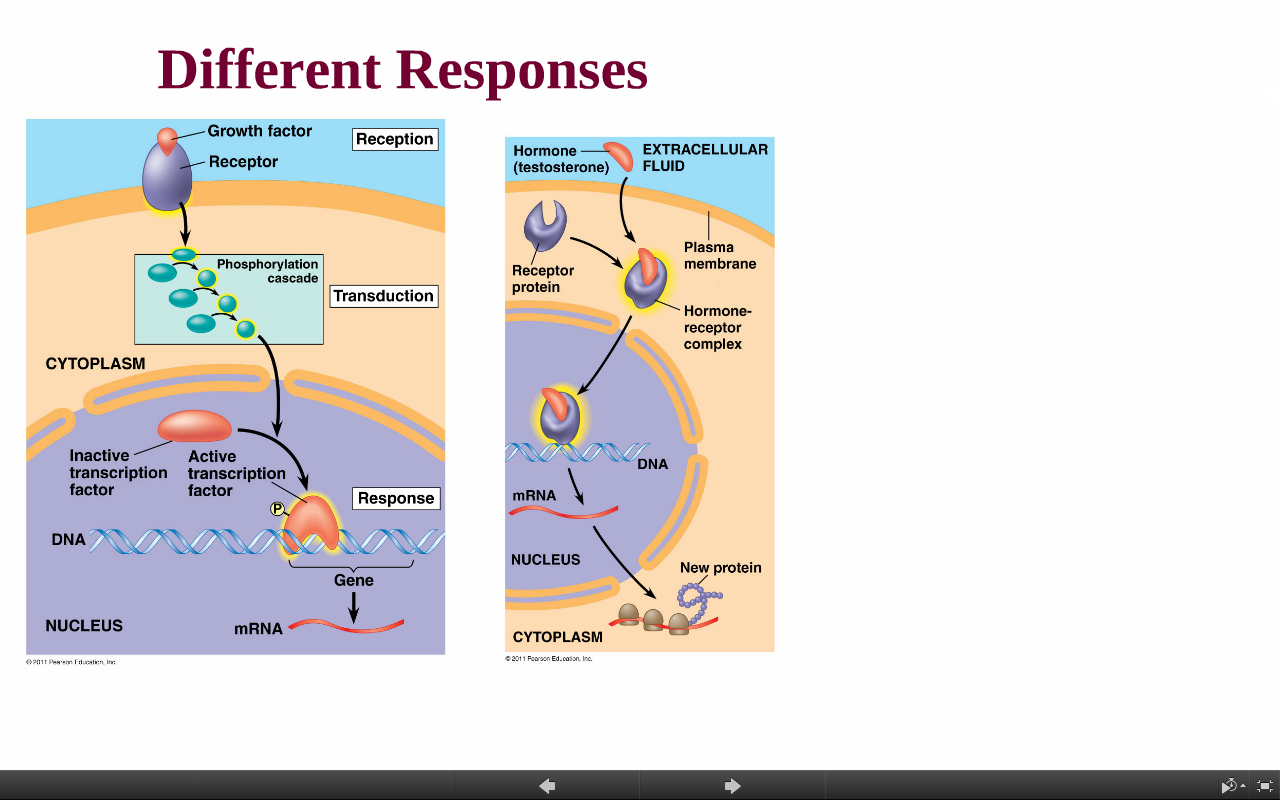 Different Responses
Growth factor
Reception
Receptor
Phosphorylation
cascade
Transduction
CYTOPLASM
Inactive
transcription
factor
Active
transcription
factor
Response
P
DNA
Gene
NUCLEUS
mRNA
© 2011 Pearson Education, Inc.
Hormone
(testosterone)
EXTRACELLULAR
FLUID
Plasma
membrane
Receptor
protein
Hormone-
receptor
complex
DNA
mRNA
NUCLEUS
New protein
CYTOPLASM
© 2011 Pearson Education, Inc.